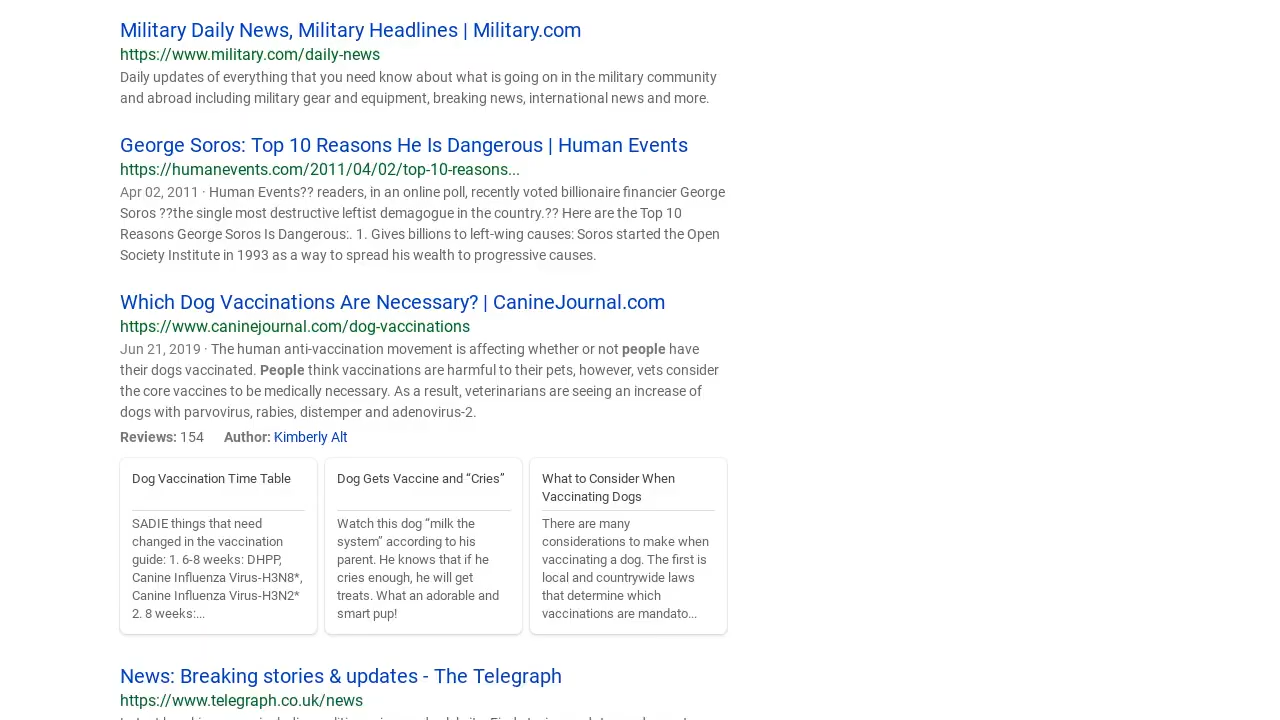 Military Daily News, Military Headlines | Military.com
https://www.military.com/daily-news
Daily updates of everything that you need know about what is going on in the military community
and abroad including military gear and equipment, breaking news, international news and more.
George Soros: Top 10 Reasons He Is Dangerous | Human Events
https://humanevents.com/2011/04/02/top-10-reasons...
Apr 02, 2011 · Human Events?? readers, in an online poll, recently voted billionaire financier George
Soros ??the single most destructive leftist demagogue in the country.?? Here are the Top 10
Reasons George Soros Is Dangerous:. 1. Gives billions to left-wing causes: Soros started the Open
Society Institute in 1993 as a way to spread his wealth to progressive causes.
Which Dog Vaccinations Are Necessary? | CanineJournal.com
https://www.caninejournal.com/dog-vaccinations
Jun 21, 2019 · The human anti-vaccination movement is affecting whether or not people have
their dogs vaccinated. People think vaccinations are harmful to their pets, however, vets consider
the core vaccines to be medically necessary. As a result, veterinarians are seeing an increase of
dogs with parvovirus, rabies, distemper and adenovirus-2.
Reviews: 154 Author: Kimberly Alt
Dog Vaccination Time Table
SADIE things that need
changed in the vaccination
guide: 1. 6-8 weeks: DHPP,
Canine Influenza Virus-H3N8*,
Canine Influenza Virus-H3N2*
2. 8 weeks:...
Dog Gets Vaccine and “Cries”
Watch this dog “milk the
system” according to his
parent. He knows that if he
cries enough, he will get
treats. What an adorable and
smart pup!
What to Consider When
Vaccinating Dogs
There are many
considerations to make when
vaccinating a dog. The first is
local and countrywide laws
that determine which
vaccinations are mandato...
News: Breaking stories & updates - The Telegraph
https://www.telegraph.co.uk/news